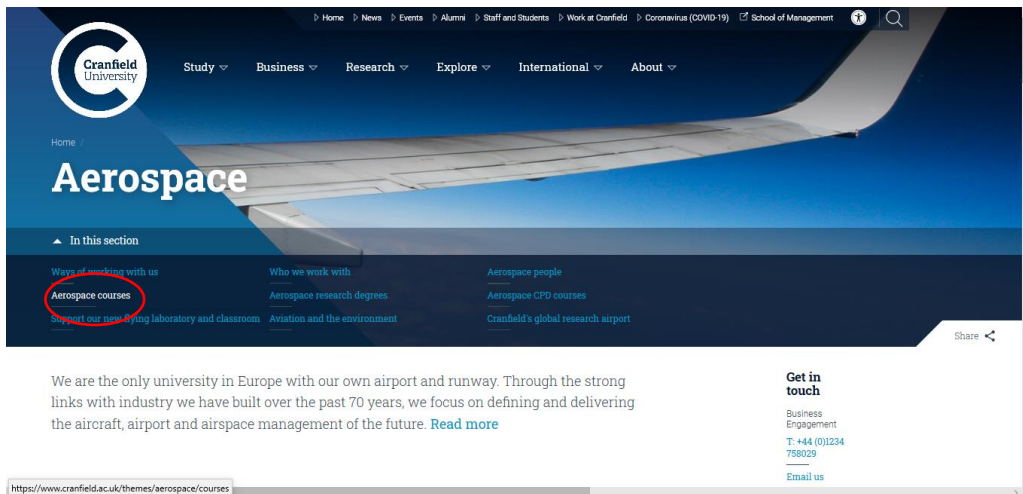 Home News Events Alumni Staff and Students Work at Cranfield Coronavirus (COVID-19) School of Management
Cranfield
University
Study Business Research Explore International About
Home /
Aerospace
In this section
Ways of working with us Who we work with Aerospace people
Aerospace courses Aerospace research degrees Aerospace CPD courses
Support our new flying laboratory and classroom Aviation and the environment Cranfield's global research airport
Share
We are the only university in Europe with our own airport and runway. Through the strong
links with industry we have built over the past 70 years, we focus on defining and delivering
the aircraft, airport and airspace management of the future. Read more
Get in
touch
Business
Engagement
T: +44 (0)1234
758029
Email us
https://www.cranfield.ac.uk/themes/aerospace/courses